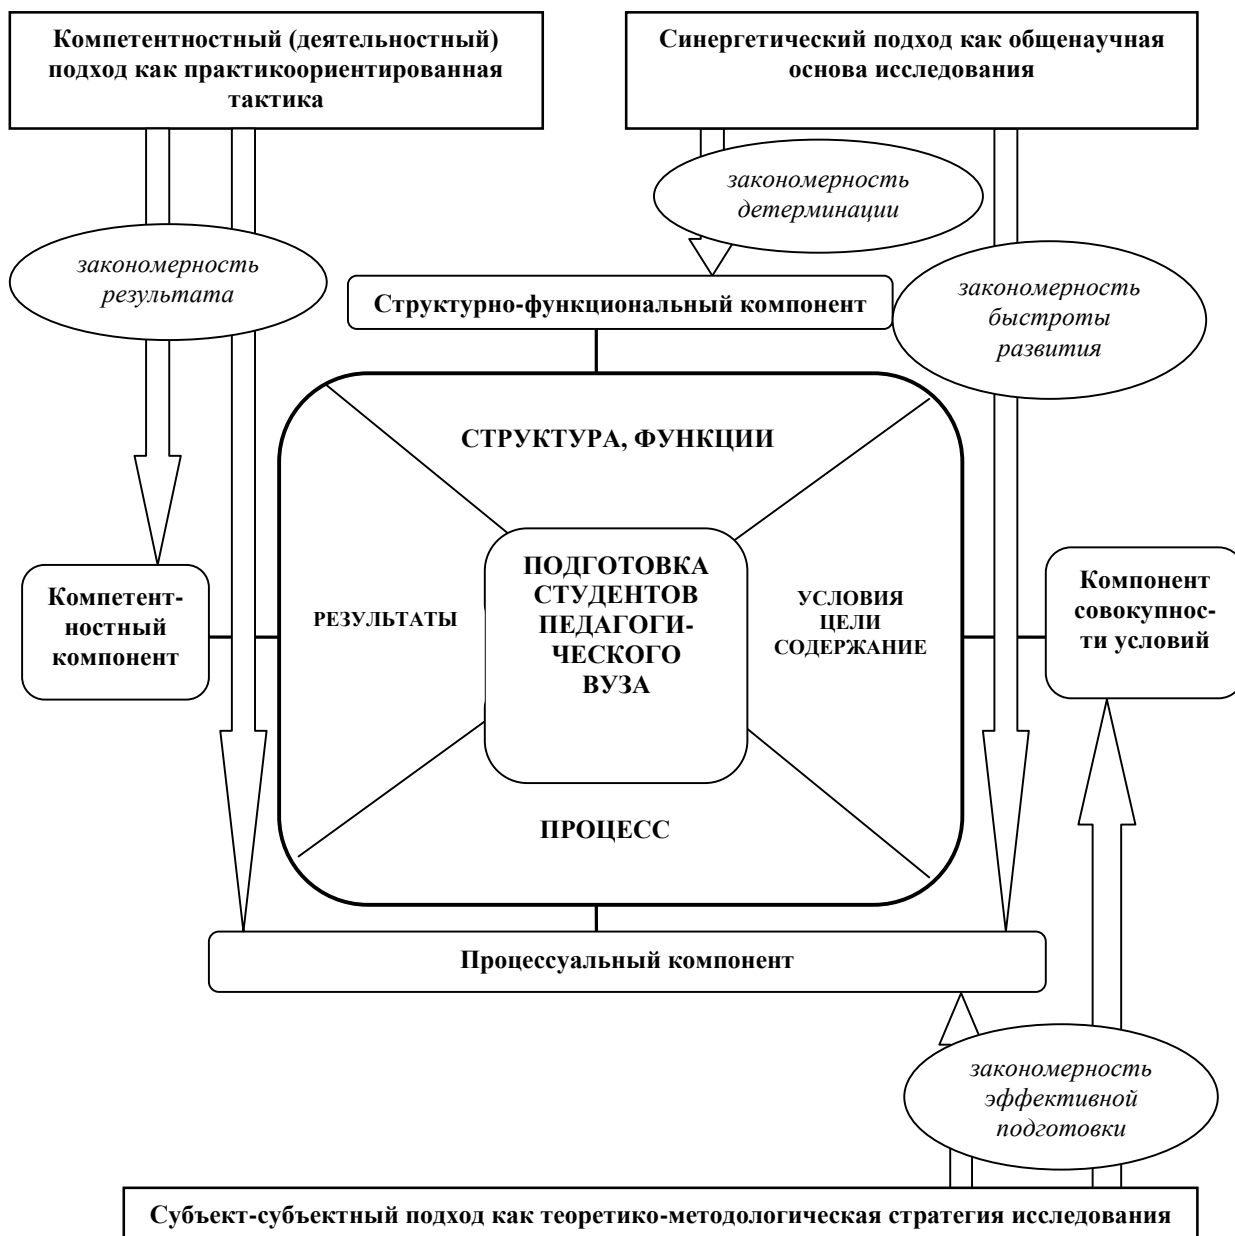 Компетентностный (деятельностный)
подход как практикоориентированная
тактика
Синергетический подход как общенаучная
основа исследования
закономерность
детерминации
закономерность
результата
закономерность
быстроты
развития
Структурно-функциональный компонент
СТРУКТУРА, ФУНКЦИИ
ПОДГОТОВКА
СТУДЕНТОВ
ПЕДАГОГИ-
ЧЕСКОГО
ВУЗА
Компетент-
ностный
компонент
РЕЗУЛЬТАТЫ
УСЛОВИЯ
ЦЕЛИ
СОДЕРЖАНИЕ
Компонент
совокупнос-
ти условий
ПРОЦЕСС
Процессуальный компонент
закономерность
эффективной
подготовки
Субъект-субъектный подход как теоретико-методологическая стратегия исследования